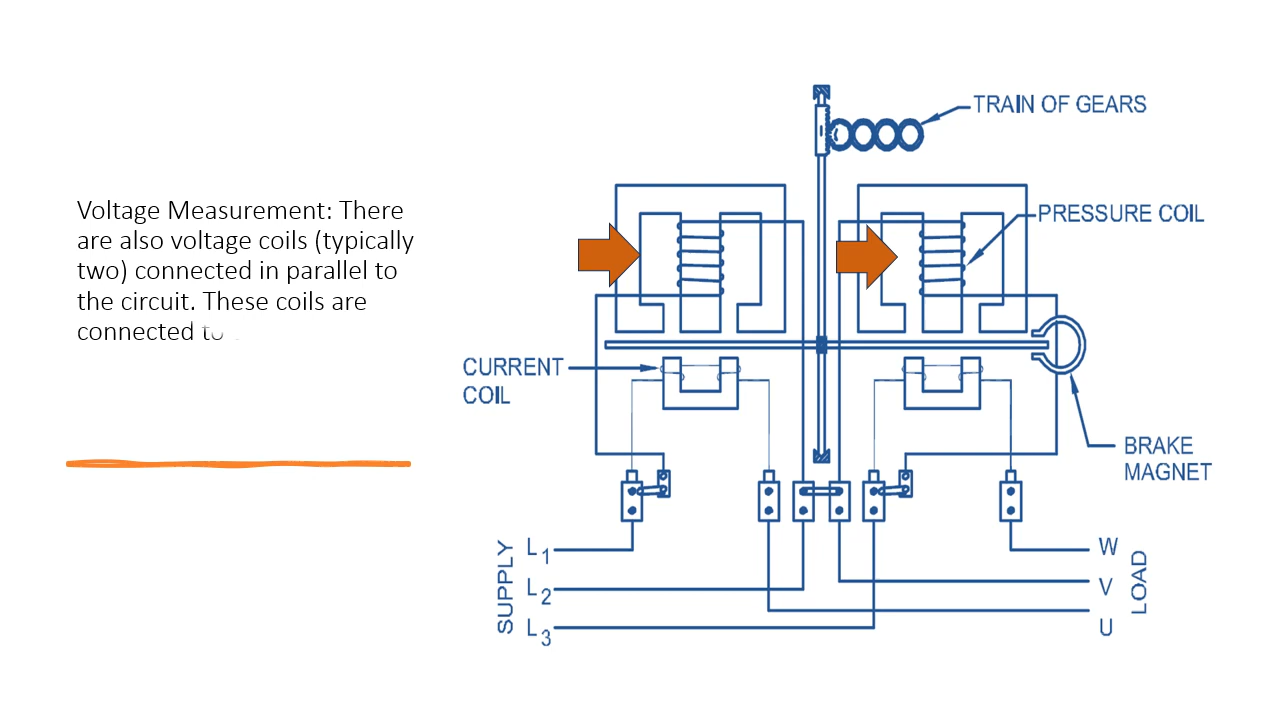 Voltage Measurement: There
are also voltage coils (typically
two) connected in parallel to
the circuit. These coils are
connected to
TRAIN OF GEARS
PRESSURE COIL
CURRENT
COIL
BRAKE
MAGNET
SUPPLY
L1
L2
L3
W
V
U
LOAD